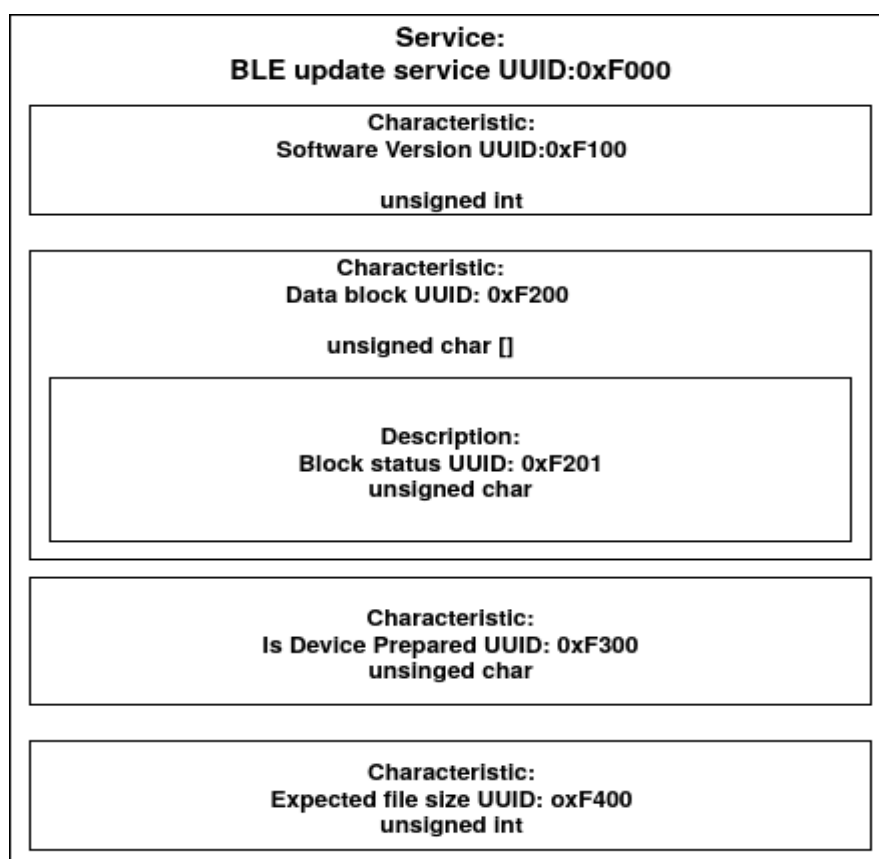 Service:
BLE update service UUID:0xF000
Characteristic:
Software Version UUID:0xF100
unsigned int
Characteristic:
Data block UUID: 0xF200
unsigned char []
Description:
Block status UUID: 0xF201
unsigned char
Characteristic:
Is Device Prepared UUID: 0xF300
unsinged char
Characteristic:
Expected file size UUID: oxF400
unsigned int